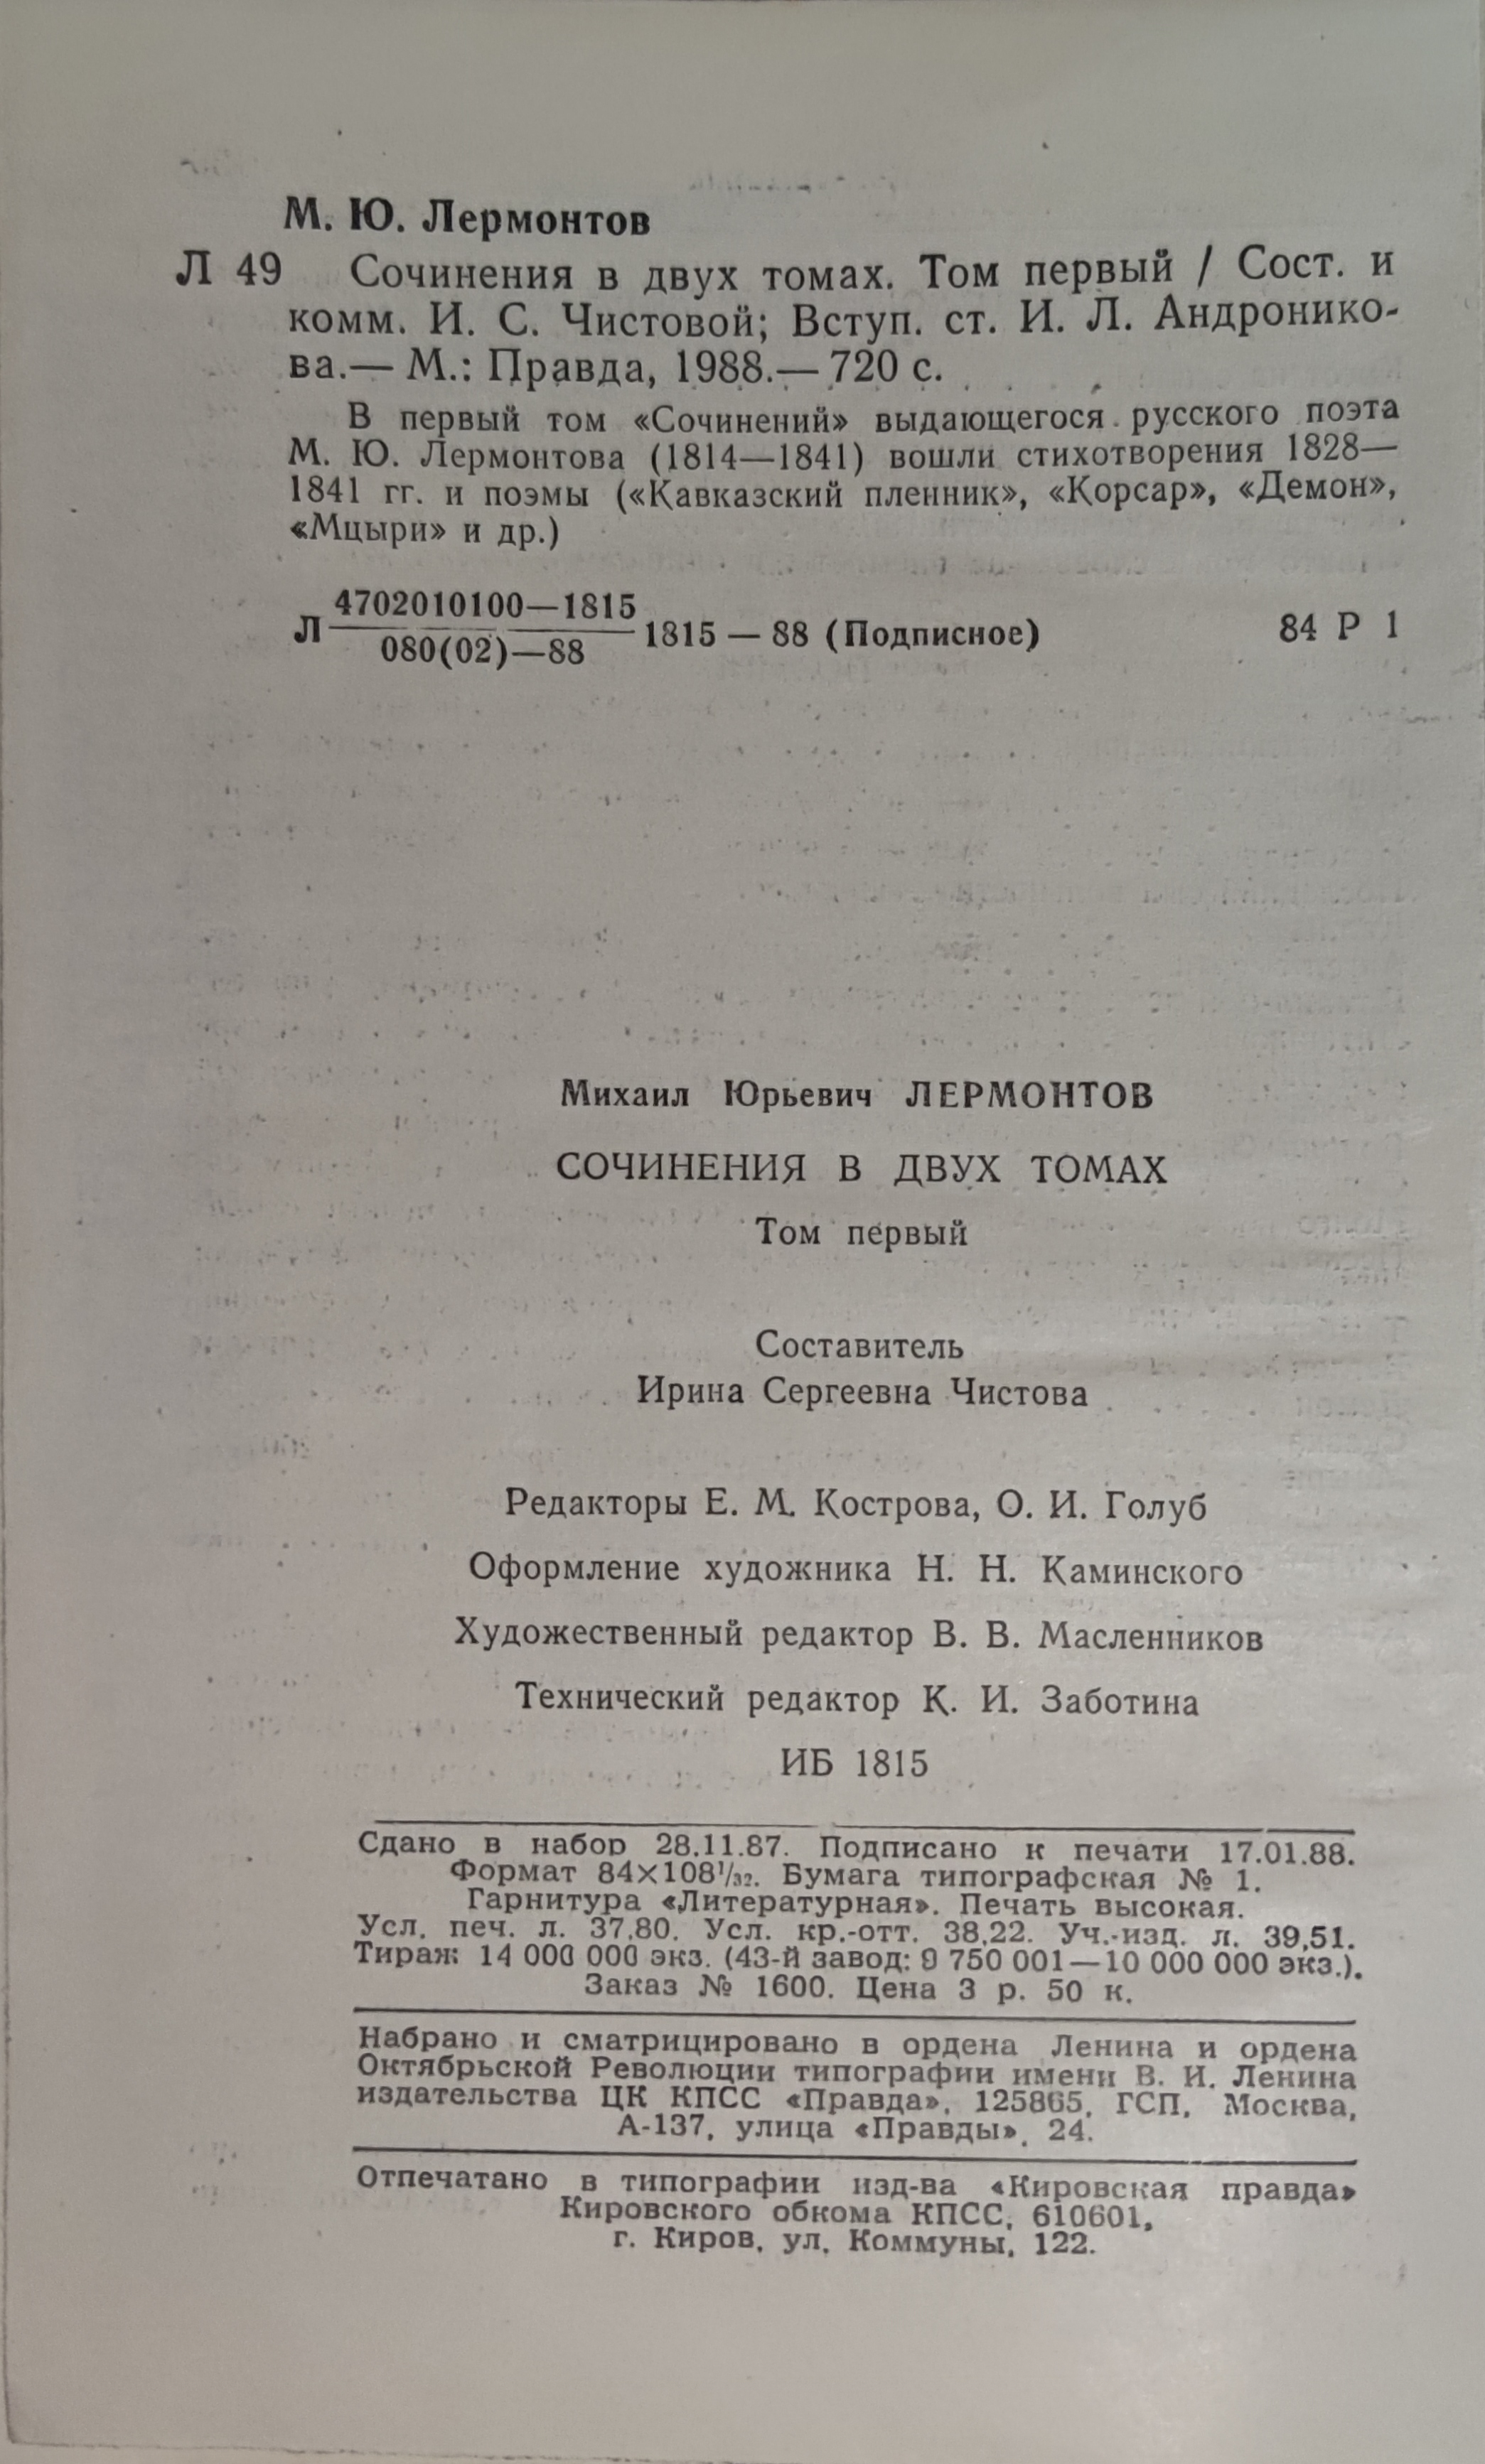 М. Ю. Лермонтов
Л 49 Сочинения в двух томах. Том первый / Сост. и
комм. И. С. Чистовой; Вступ. ст. И. Л. Андронико-
ва.— М.: Правда, 1988.— 720 с.
В первый том «Сочинений» выдающегося русского поэта
М. Ю. Лермонтова (1814—1841) вошли стихотворения 1828—
1841 гг. и поэмы («Кавказский пленник», «Корсар», «Демон»,
«Мцыри» и др.)
4702010100—1815
Л 1815 — 88 (Подписное) 84 Р 1
080(02)—88
Михаил Юрьевич ЛЕРМОНТОВ
СОЧИНЕНИЯ В ДВУХ ТОМАХ
Том первый
Составитель
Ирина Сергеевна Чистова
Редакторы Е. М. Кострова, О. И. Голуб
Оформление художника Н. Н. Каминского
Художественный редактор В. В. Масленников
Технический редактор К. И. Заботина
ИБ 1815
Сдано в набор 28.11.87. Подписано к печати 17.01.88.
Формат 84×108¹/₃₂. Бумага типографская № 1.
Гарнитура «Литературная». Печать высокая.
Усл. печ. л. 37,80. Усл. кр.-отт. 38,22. Уч.-изд. л. 39,51.
Тираж 14 000 000 экз. (43-й завод: 9 750 001—10 000 000 экз.).
Заказ № 1600. Цена 3 р. 50 к.
Набрано и сматрицировано в ордена Ленина и ордена
Октябрьской Революции типографии имени В. И. Ленина
издательства ЦК КПСС «Правда», 125865, ГСП, Москва,
А-137, улица «Правды», 24.
Отпечатано в типографии изд-ва «Кировская правда»
Кировского обкома КПСС, 610601,
г. Киров, ул. Коммуны, 122.